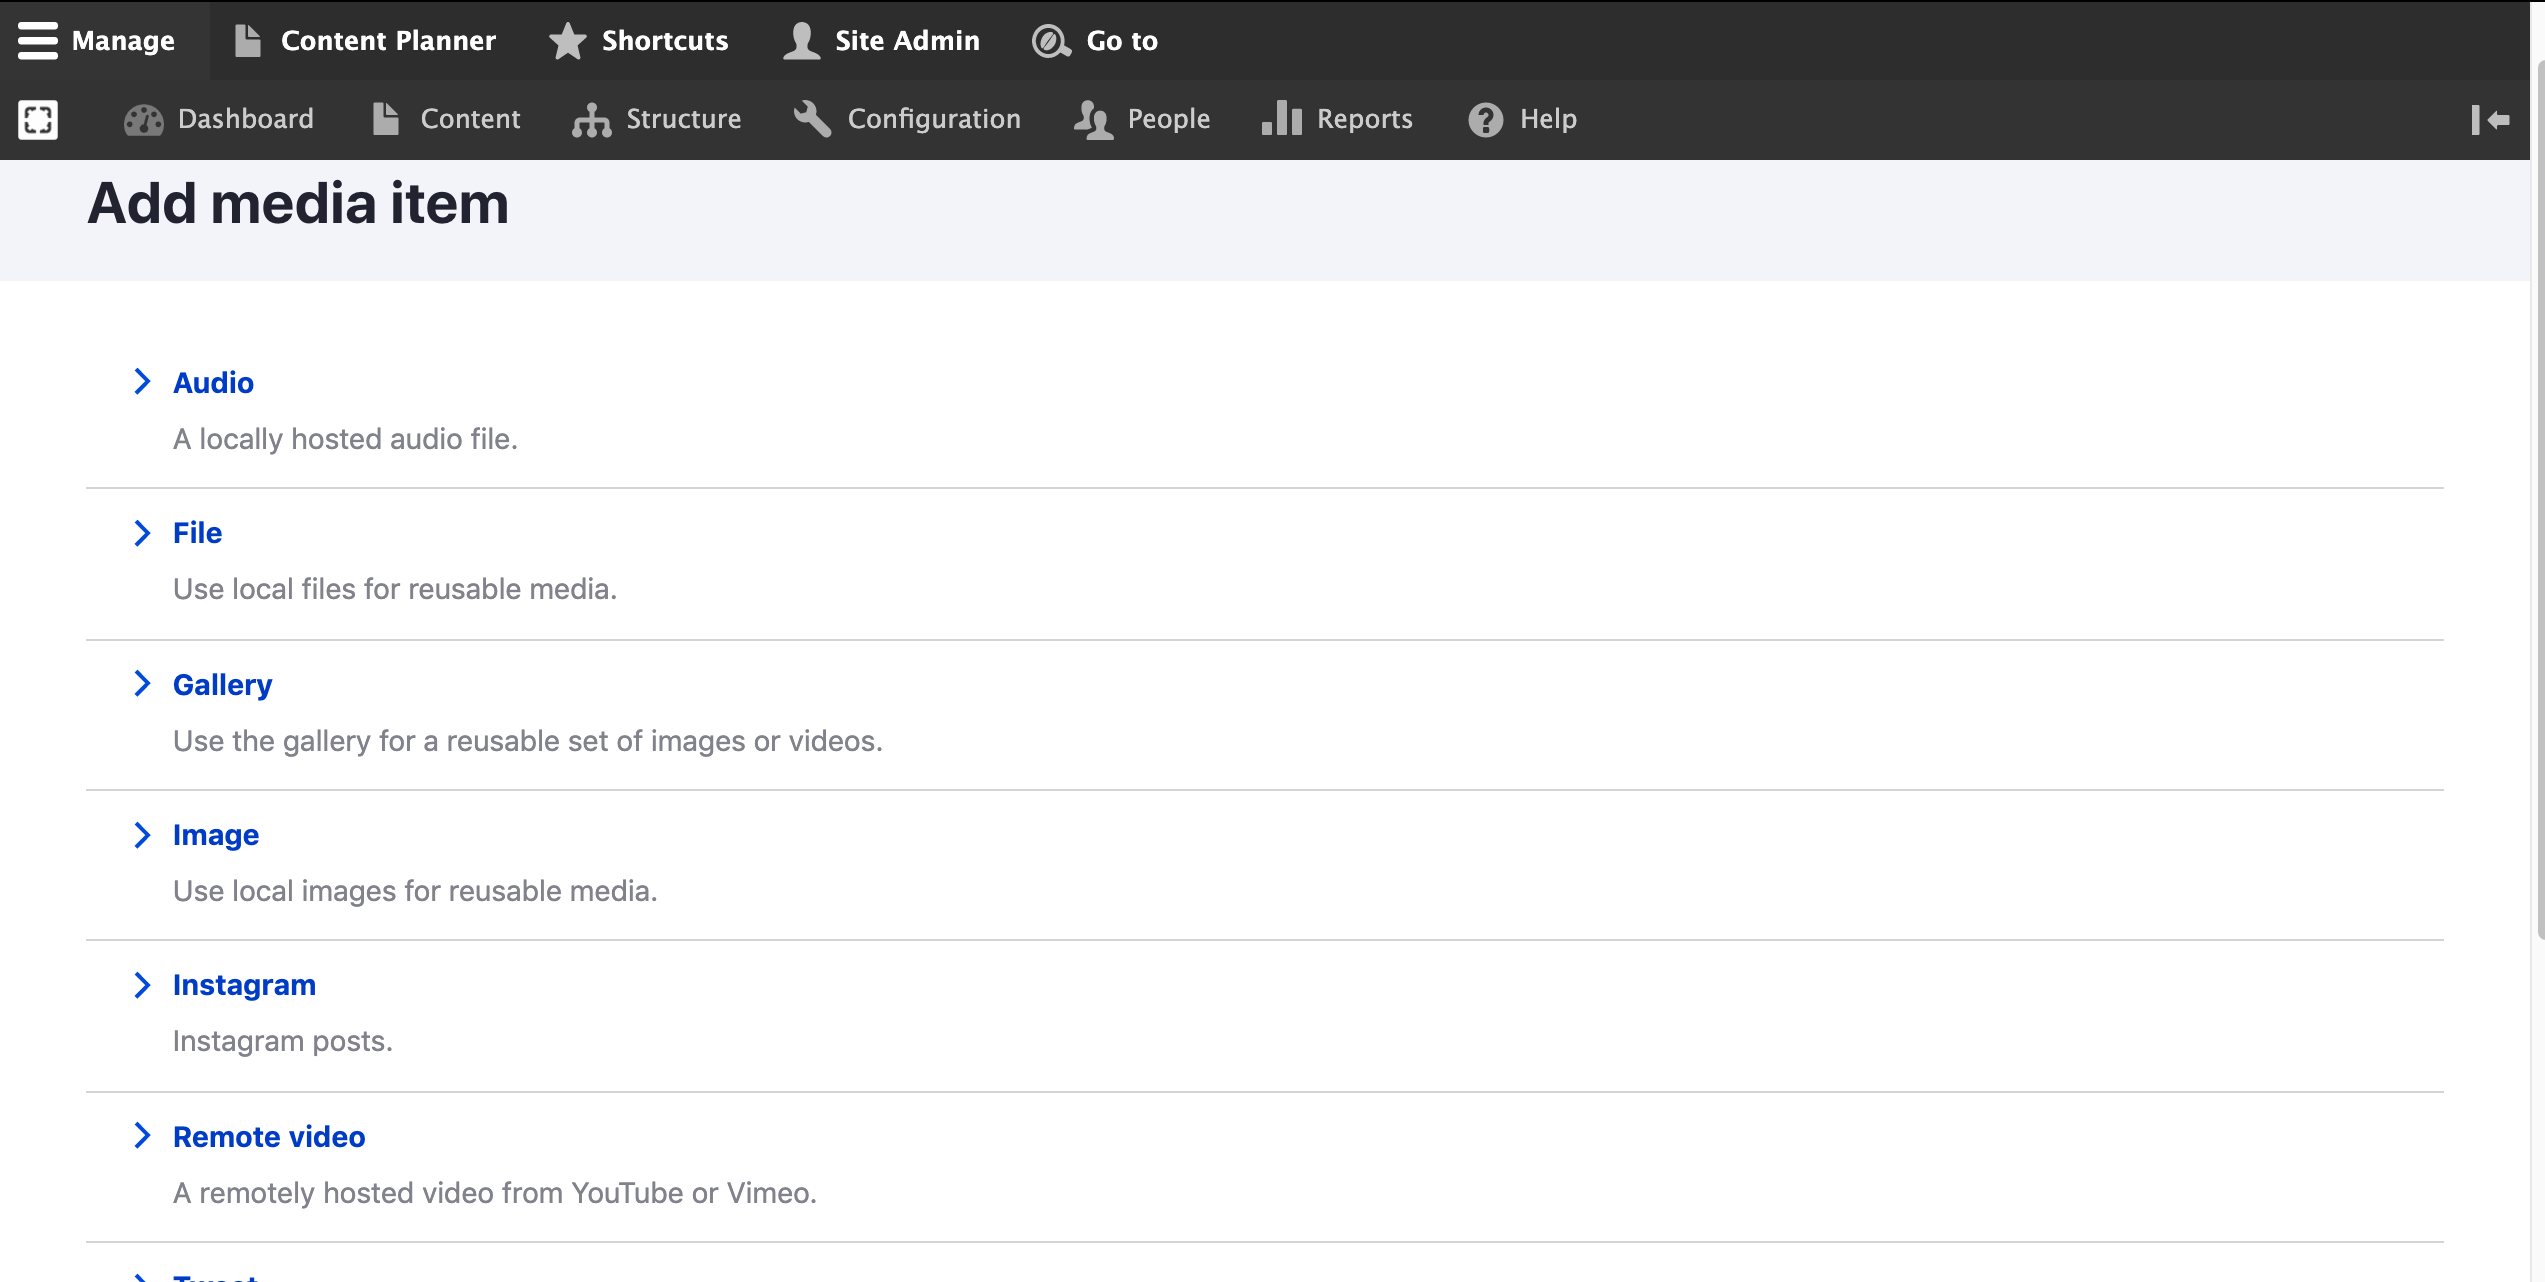 Manage Content Planner Shortcuts Site Admin Go to
Dashboard Content Structure Configuration People Reports Help
Add media item
Audio
A locally hosted audio file.
File
Use local files for reusable media.
Gallery
Use the gallery for a reusable set of images or videos.
Image
Use local images for reusable media.
Instagram
Instagram posts.
Remote video
A remotely hosted video from YouTube or Vimeo.
Tweet